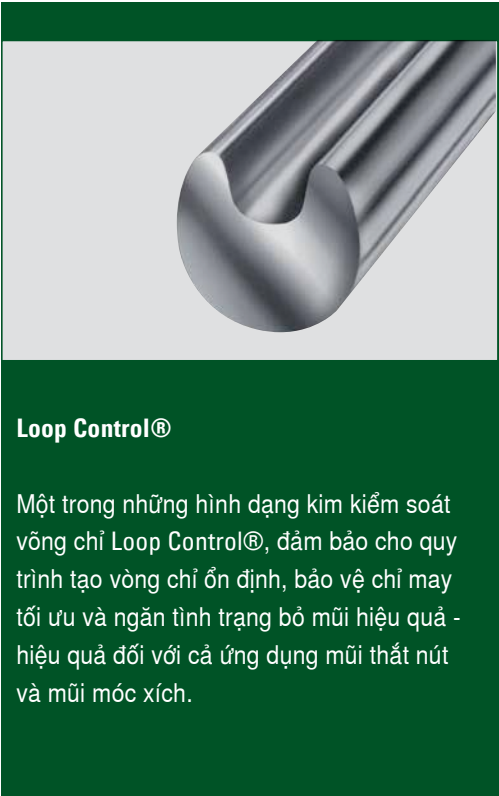 Loop Control®
Một trong những hình dạng kim kiểm soát
võng chỉ Loop Control®, đảm bảo cho quy
trình tạo vòng chỉ ổn định, bảo vệ chỉ may
tối ưu và ngăn tình trạng bỏ mũi hiệu quả -
hiệu quả đối với cả ứng dụng mũi thắt nút
và mũi móc xích.